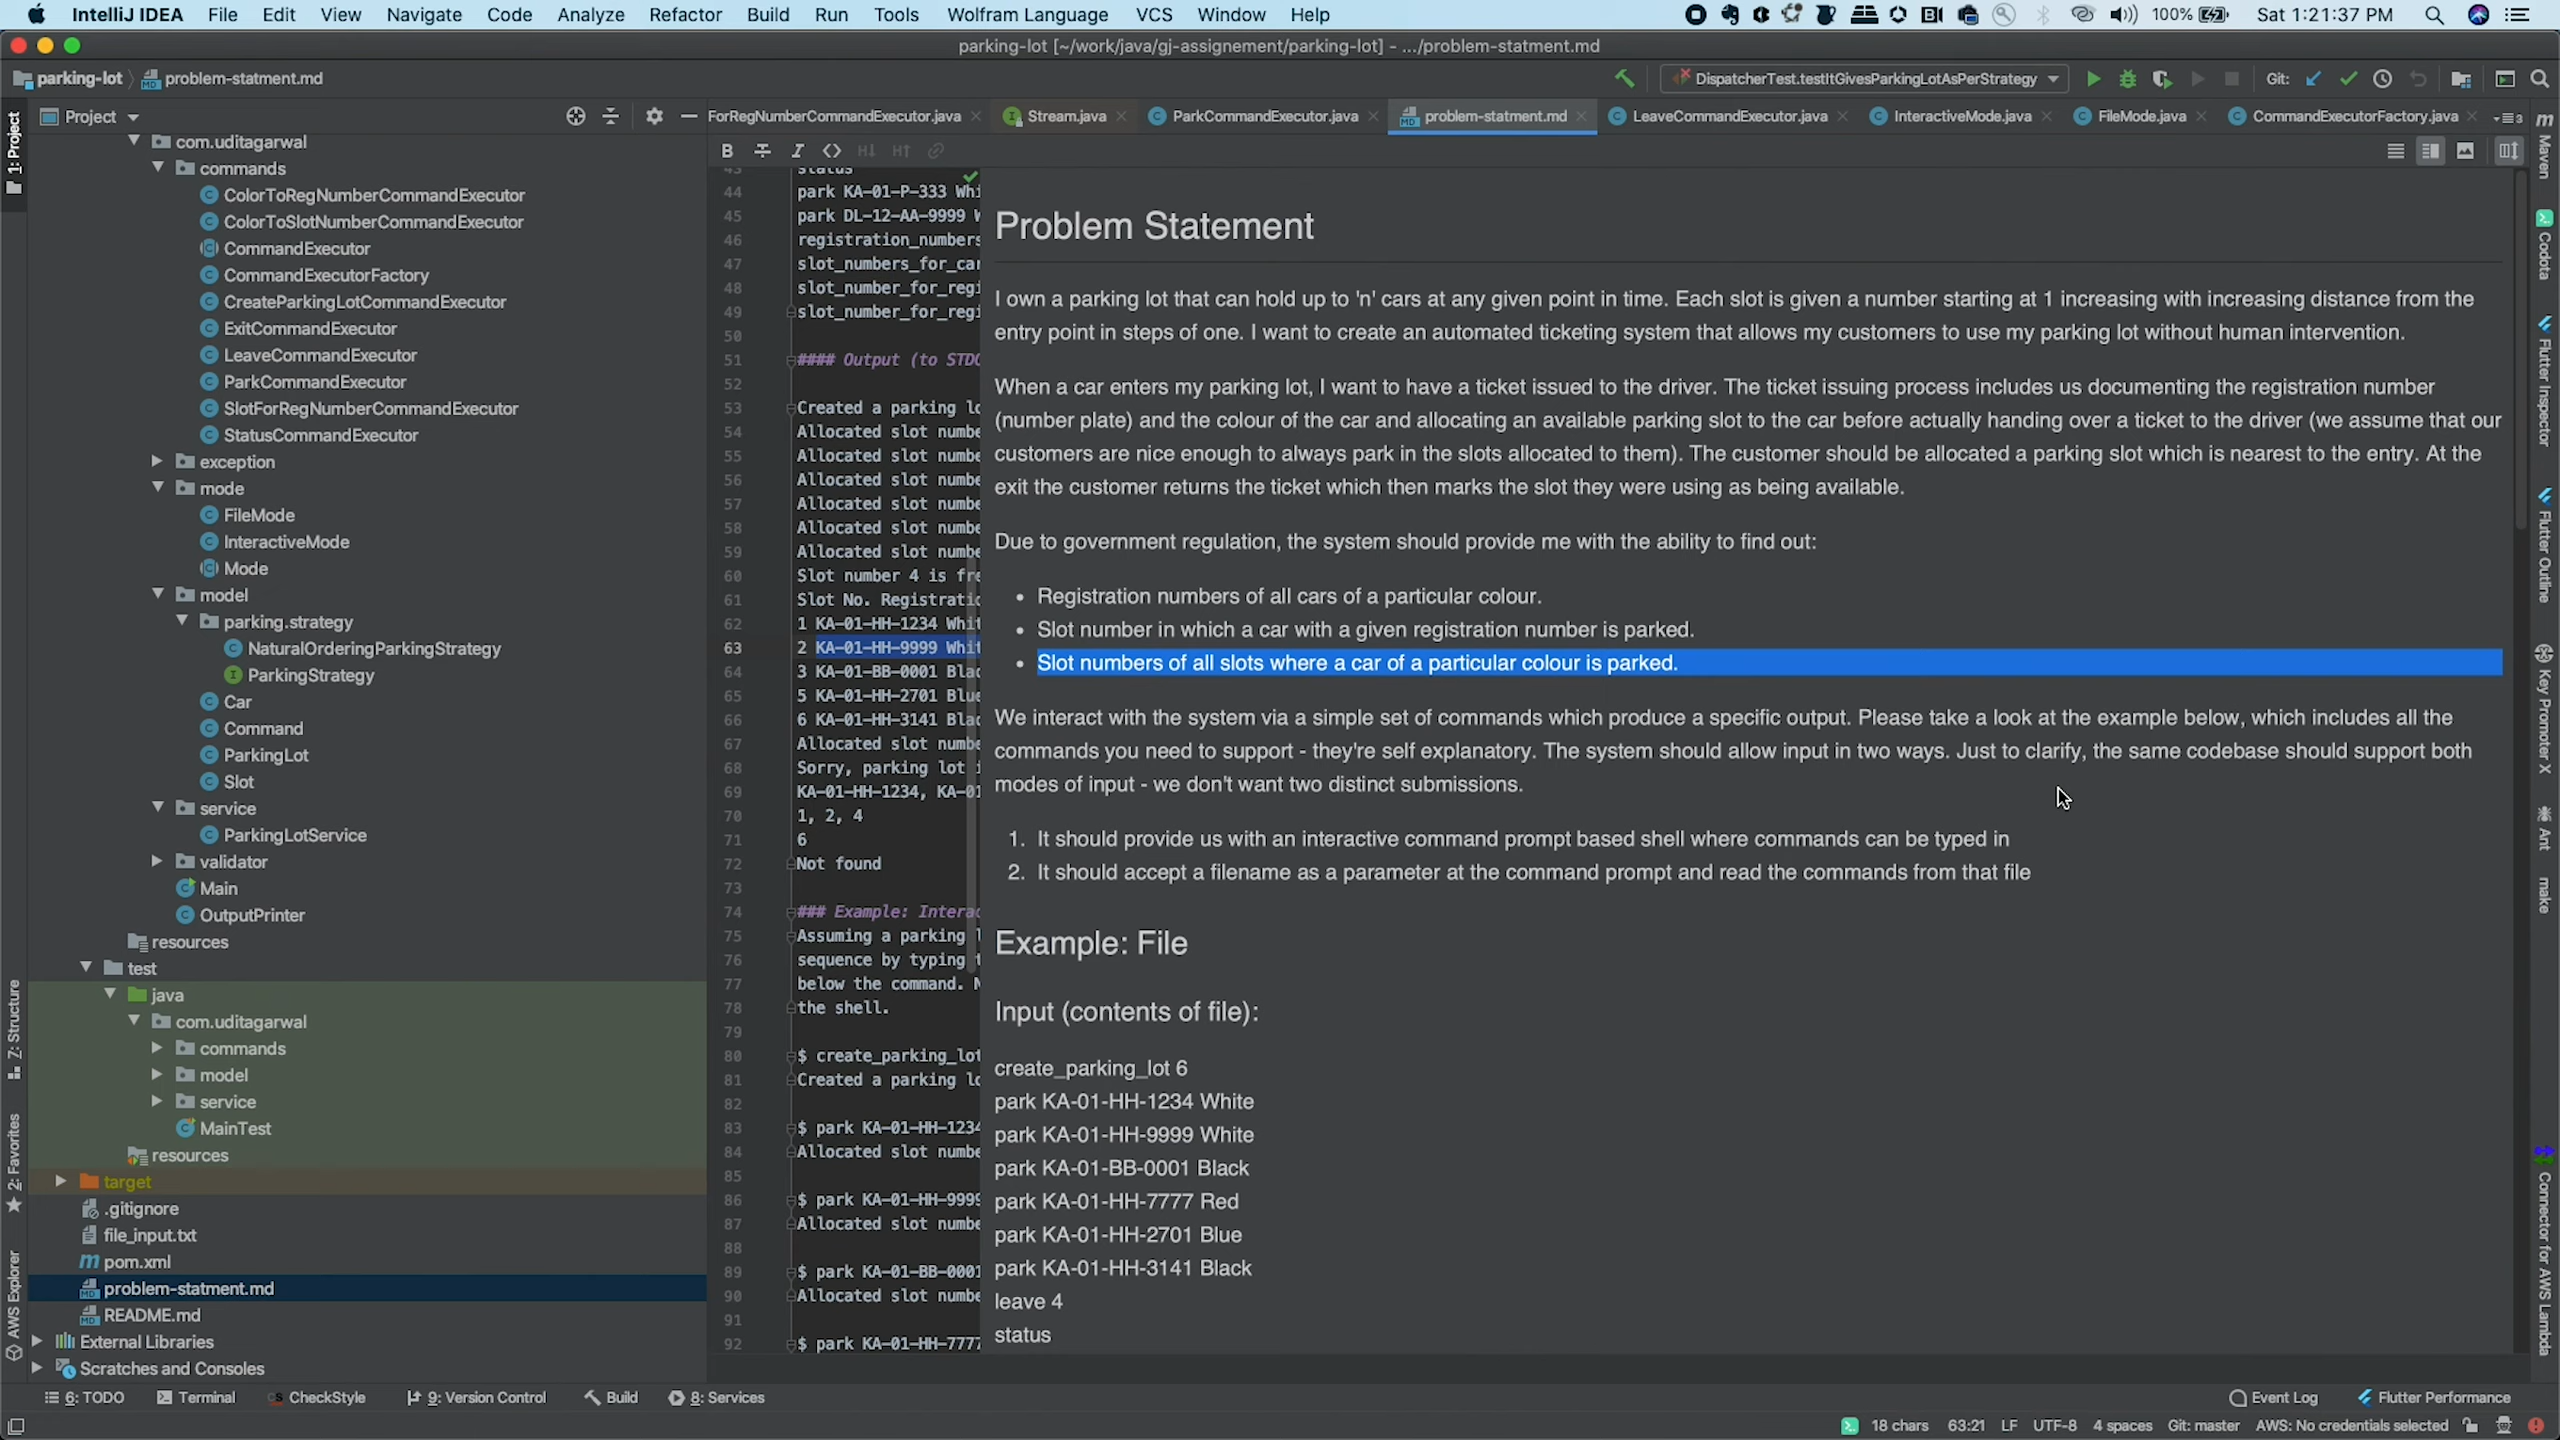 IntelliJ IDEA File Edit View Navigate Code Analyze Refactor Build Run Tools Wolfram Language VCS Window Help 100% Sat 1:21:37 PM
parking-lot [~/work/java/gj-assignement/parking-lot] - .../problem-statment.md
parking-lot problem-statment.md DispatcherTest.testItGivesParkingLotAsPerStrategy Git:
1: Project
Project
ForRegNumberCommandExecutor.java Stream.java ParkCommandExecutor.java problem-statment.md LeaveCommandExecutor.java InteractiveMode.java FileMode.java CommandExecutorFactory.java
com.uditagarwal
commands
ColorToRegNumberCommandExecutor
ColorToSlotNumberCommandExecutor
CommandExecutor
CommandExecutorFactory
CreateParkingLotCommandExecutor
ExitCommandExecutor
LeaveCommandExecutor
ParkCommandExecutor
SlotForRegNumberCommandExecutor
StatusCommandExecutor
exception
mode
FileMode
InteractiveMode
Mode
model
parking.strategy
NaturalOrderingParkingStrategy
ParkingStrategy
Car
Command
ParkingLot
Slot
service
ParkingLotService
validator
Main
OutputPrinter
resources
test
java
com.uditagarwal
commands
model
service
MainTest
resources
target
.gitignore
file_input.txt
pom.xml
problem-statment.md
README.md
External Libraries
Scratches and Consoles
Z: Structure
2: Favorites
AWS Explorer
43 status
44 park KA-01-P-333 Whi
45 park DL-12-AA-9999 W
46 registration_numbers
47 slot_numbers_for_car
48 slot_number_for_regi
49 slot_number_for_regi
50
51 #### Output (to STDO
52
53 Created a parking lo
54 Allocated slot numbe
55 Allocated slot numbe
56 Allocated slot numbe
57 Allocated slot numbe
58 Allocated slot numbe
59 Allocated slot numbe
60 Slot number 4 is fre
61 Slot No. Registratio
62 1 KA-01-HH-1234 Whit
63 2 KA-01-HH-9999 Whit
64 3 KA-01-BB-0001 Blac
65 5 KA-01-HH-2701 Blue
66 6 KA-01-HH-3141 Blac
67 Allocated slot numbe
68 Sorry, parking lot i
69 KA-01-HH-1234, KA-01
70 1, 2, 4
71 6
72 Not found
73
74 ### Example: Interac
75 Assuming a parking l
76 sequence by typing t
77 below the command. N
78 the shell.
79
80 $ create_parking_lot
81 Created a parking lo
82
83 $ park KA-01-HH-1234
84 Allocated slot numbe
85
86 $ park KA-01-HH-9999
87 Allocated slot numbe
88
89 $ park KA-01-BB-0001
90 Allocated slot numbe
91
92 $ park KA-01-HH-7777
Problem Statement
I own a parking lot that can hold up to 'n' cars at any given point in time. Each slot is given a number starting at 1 increasing with increasing distance from the
entry point in steps of one. I want to create an automated ticketing system that allows my customers to use my parking lot without human intervention.
When a car enters my parking lot, I want to have a ticket issued to the driver. The ticket issuing process includes us documenting the registration number
(number plate) and the colour of the car and allocating an available parking slot to the car before actually handing over a ticket to the driver (we assume that our
customers are nice enough to always park in the slots allocated to them). The customer should be allocated a parking slot which is nearest to the entry. At the
exit the customer returns the ticket which then marks the slot they were using as being available.
Due to government regulation, the system should provide me with the ability to find out:
• Registration numbers of all cars of a particular colour.
• Slot number in which a car with a given registration number is parked.
• Slot numbers of all slots where a car of a particular colour is parked.
We interact with the system via a simple set of commands which produce a specific output. Please take a look at the example below, which includes all the
commands you need to support - they're self explanatory. The system should allow input in two ways. Just to clarify, the same codebase should support both
modes of input - we don't want two distinct submissions.
1. It should provide us with an interactive command prompt based shell where commands can be typed in
2. It should accept a filename as a parameter at the command prompt and read the commands from that file
Example: File
Input (contents of file):
create_parking_lot 6
park KA-01-HH-1234 White
park KA-01-HH-9999 White
park KA-01-BB-0001 Black
park KA-01-HH-7777 Red
park KA-01-HH-2701 Blue
park KA-01-HH-3141 Black
leave 4
status
Maven
Codota
Flutter Inspector
Flutter Outline
Key Promoter X
Ant
make
Connector for AWS Lambda
6: TODO Terminal CheckStyle 9: Version Control Build 8: Services Event Log Flutter Performance
18 chars 63:21 LF UTF-8 4 spaces Git: master AWS: No credentials selected